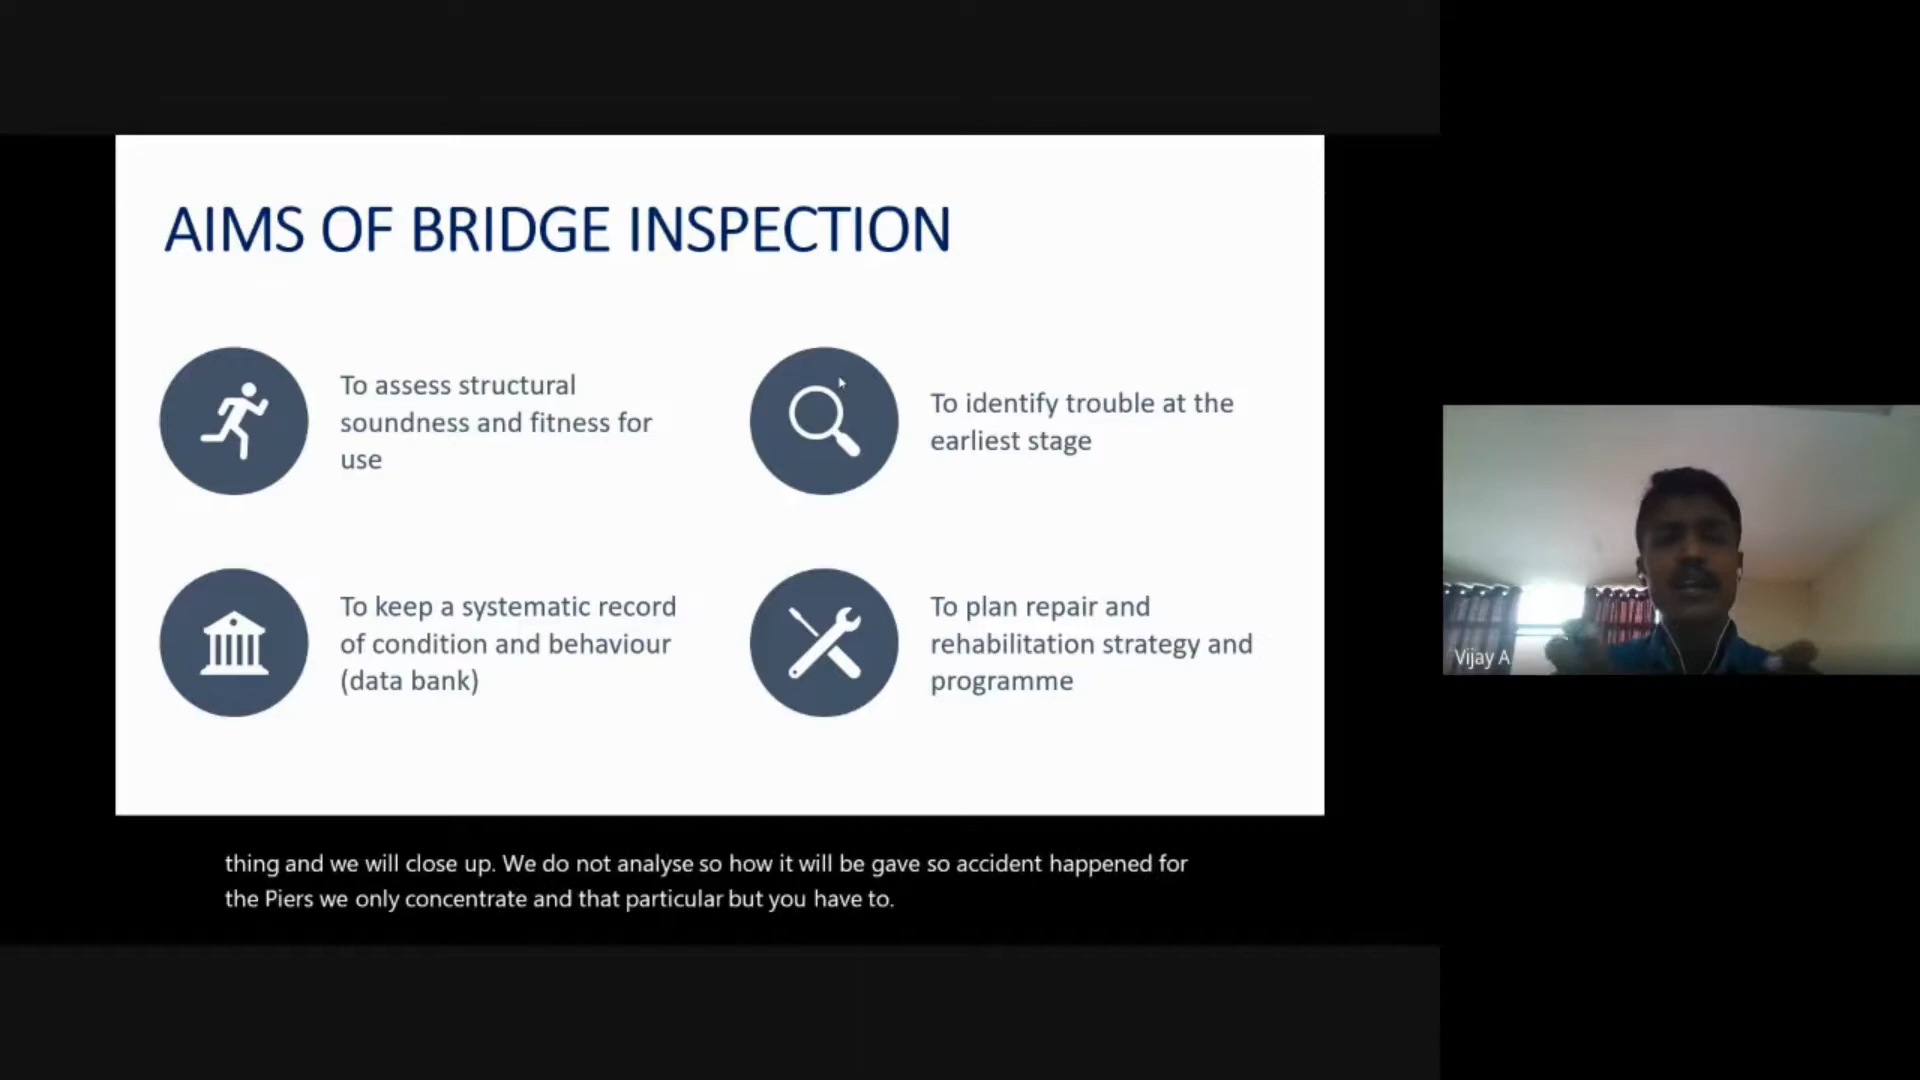 AIMS OF BRIDGE INSPECTION
To assess structural
soundness and fitness for
use
To identify trouble at the
earliest stage
To keep a systematic record
of condition and behaviour
(data bank)
To plan repair and
rehabilitation strategy and
programme
thing and we will close up. We do not analyse so how it will be gave so accident happened for
the Piers we only concentrate and that particular but you have to.
Vijay A